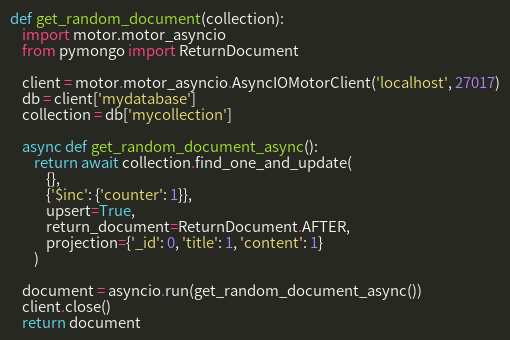 def get_random_document(collection):
import motor.motor_asyncio
from pymongo import ReturnDocument
client = motor.motor_asyncio.AsyncIOMotorClient('localhost', 27017)
db = client['mydatabase']
collection = db['mycollection']
async def get_random_document_async():
return await collection.find_one_and_update(
{},
{'$inc': {'counter': 1}},
upsert=True,
return_document=ReturnDocument.AFTER,
projection={'_id': 0, 'title': 1, 'content': 1}
)
document = asyncio.run(get_random_document_async())
client.close()
return document